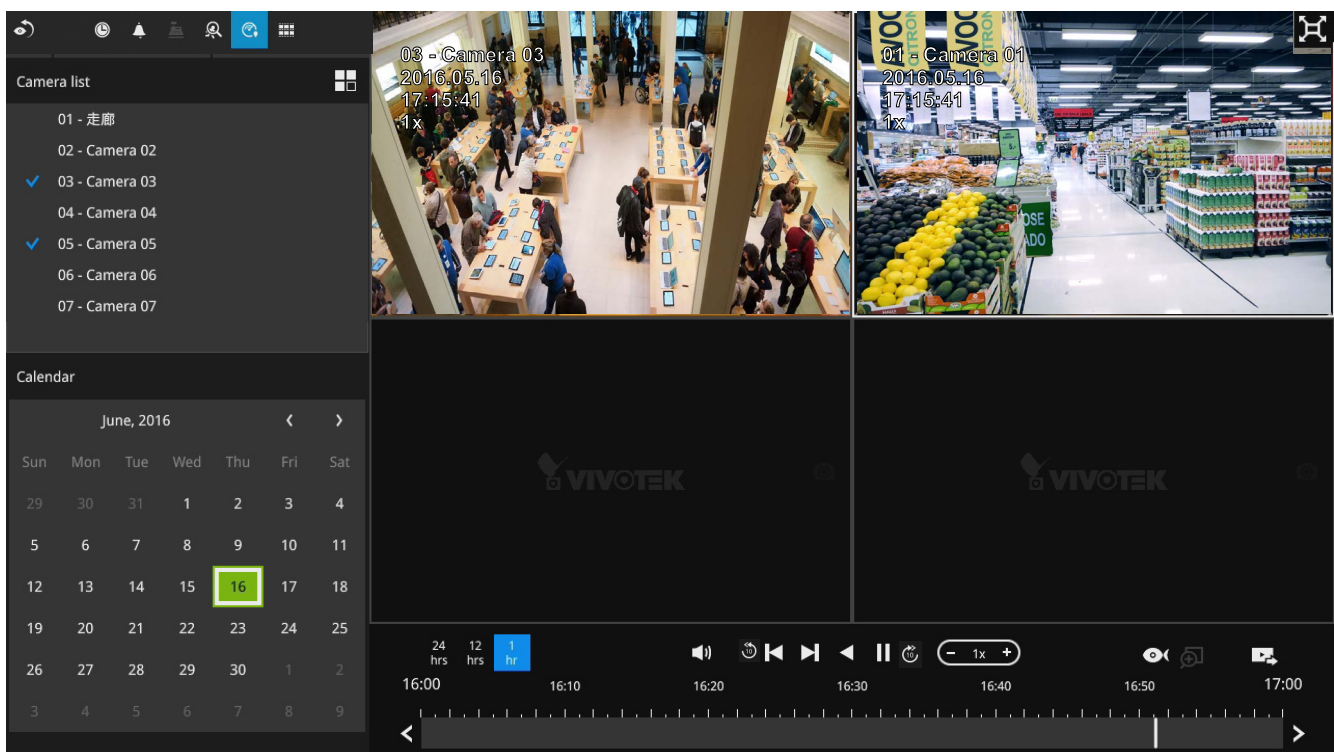 Camera list
01 - 走廊
02 - Camera 02
03 - Camera 03
04 - Camera 04
05 - Camera 05
06 - Camera 06
07 - Camera 07
Calendar
June, 2016
Sun Mon Tue Wed Thu Fri Sat
29 30 31 1 2 3 4
5 6 7 8 9 10 11
12 13 14 15 16 17 18
19 20 21 22 23 24 25
26 27 28 29 30 1 2
3 4 5 6 7 8 9
03 - Camera 03
2016.05.16
17:15:41
1x
01 - Camera 01
2016.05.16
17:15:41
1x
VIVOTEK
VIVOTEK
24 hrs
12 hrs
1 hr
10
10
1x
16:00 16:10 16:20 16:30 16:40 16:50 17:00